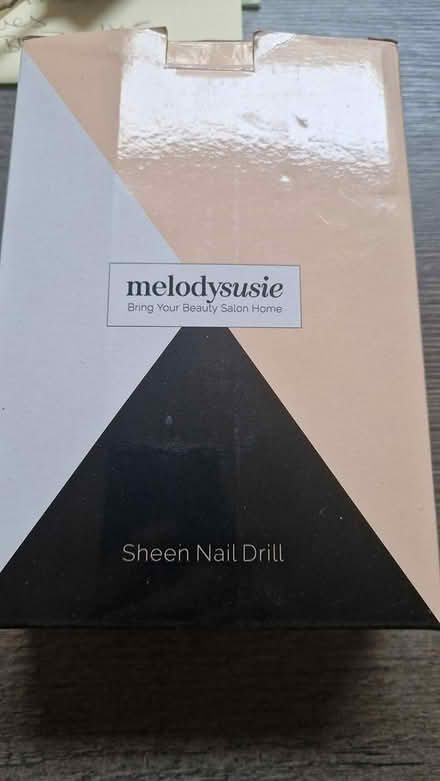 melodysusie
Bring Your Beauty Salon Home
Sheen Nail Drill